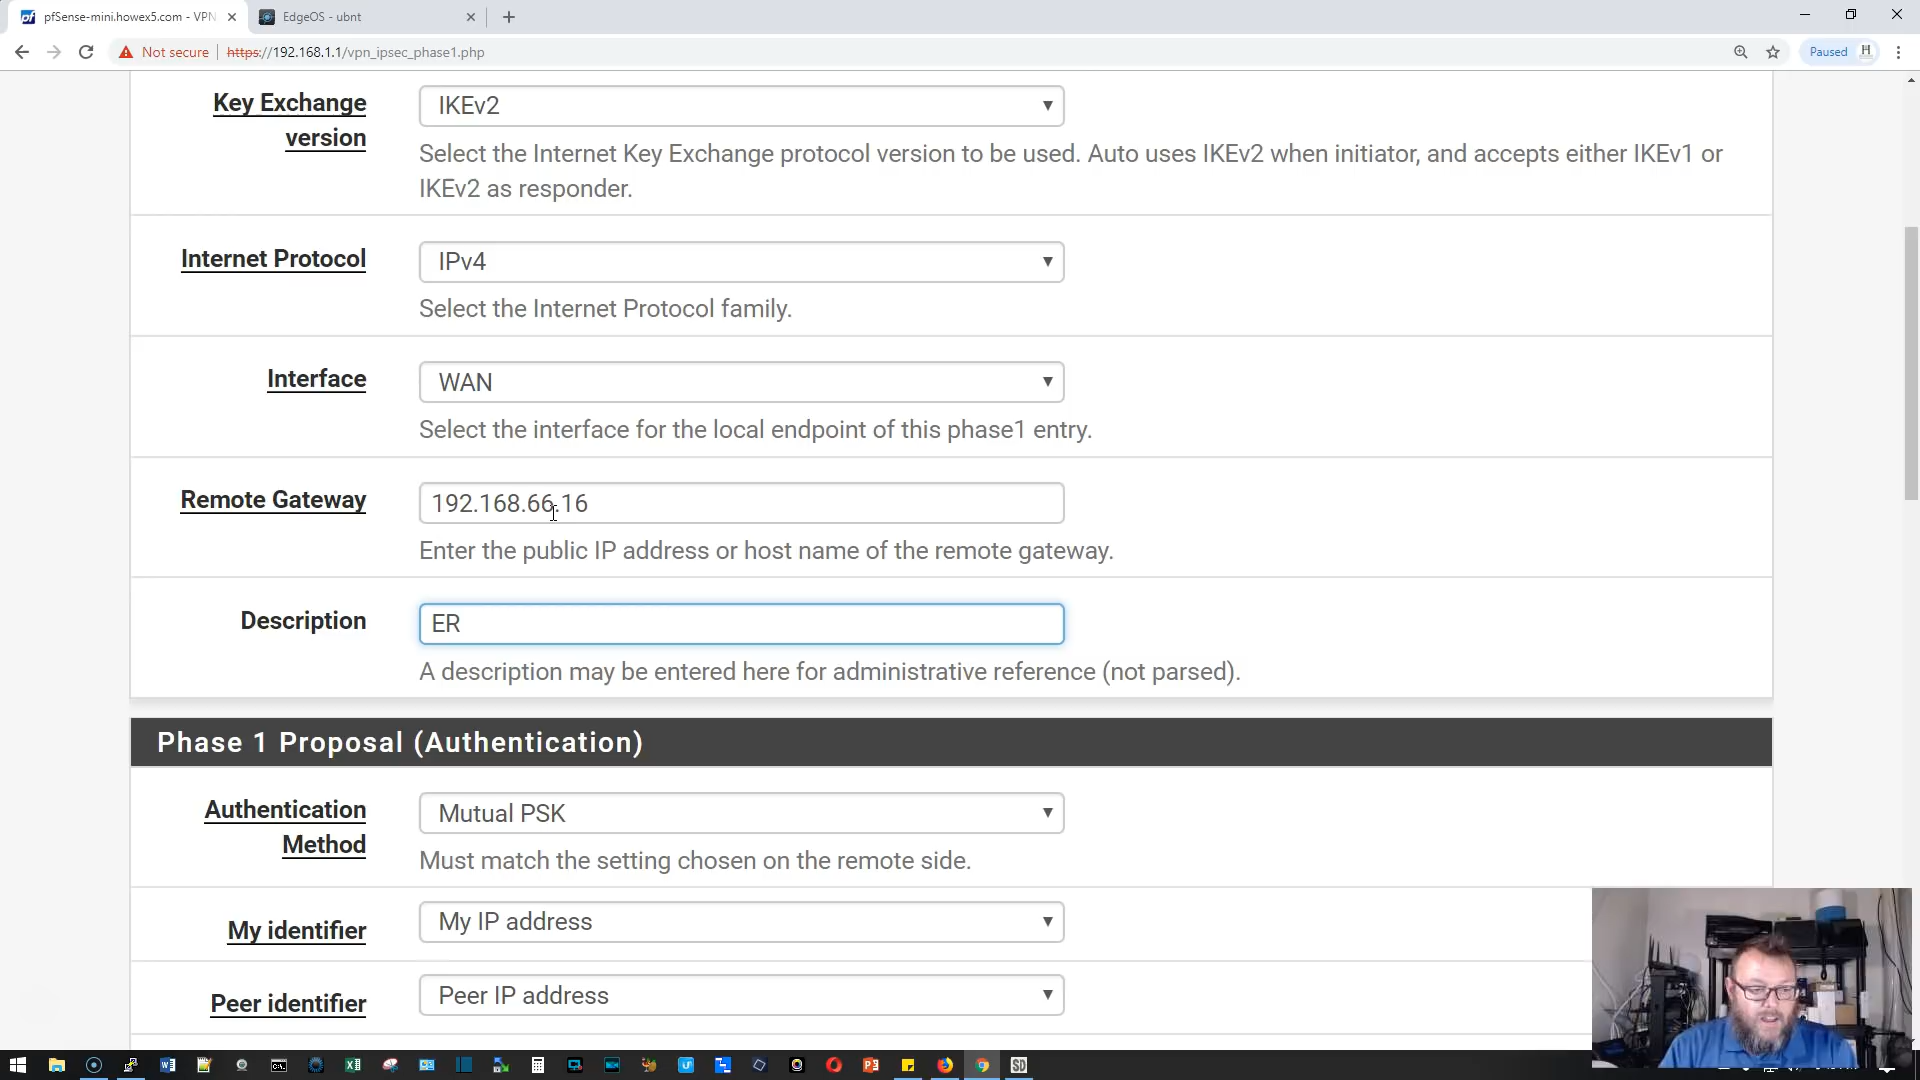 pfSense-mini.howex5.com - VPN
EdgeOS - ubnt
Not secure
https://192.168.1.1/vpn_ipsec_phase1.php
Paused
H
Key Exchange
version
IKEv2
Select the Internet Key Exchange protocol version to be used. Auto uses IKEv2 when initiator, and accepts either IKEv1 or
IKEv2 as responder.
Internet Protocol
IPv4
Select the Internet Protocol family.
Interface
WAN
Select the interface for the local endpoint of this phase1 entry.
Remote Gateway
192.168.66.16
Enter the public IP address or host name of the remote gateway.
Description
ER
A description may be entered here for administrative reference (not parsed).
Phase 1 Proposal (Authentication)
Authentication
Method
Mutual PSK
Must match the setting chosen on the remote side.
My identifier
My IP address
Peer identifier
Peer IP address